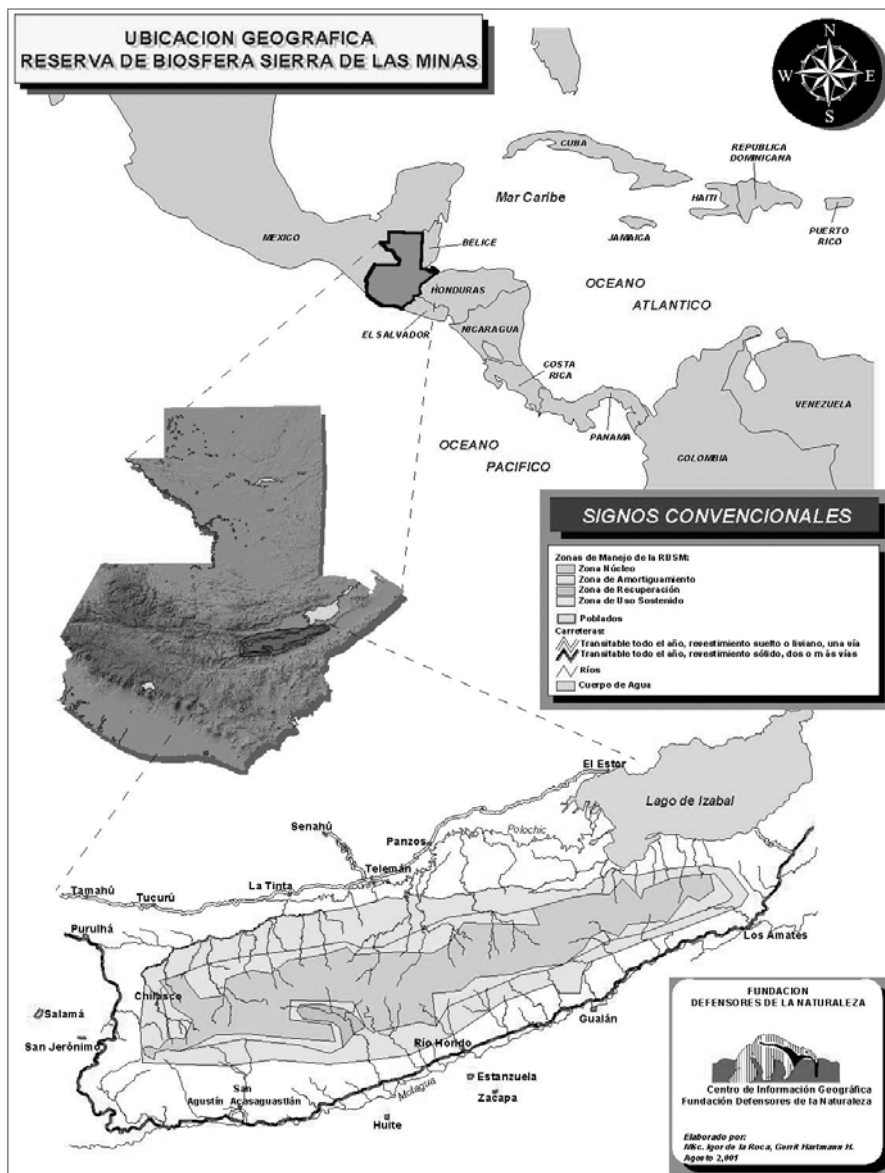 UBICACION GEOGRAFICA
RESERVA DE BIOSFERA SIERRA DE LAS MINAS
N
W E
S
CUBA
REPUBLICA
DOMINICANA
HAITI
Mar Caribe
JAMAICA
PUERTO
RICO
MEXICO
BELICE
HONDURAS
OCEANO
ATLANTICO
EL SALVADOR
NICARAGUA
COSTA
RICA
VENEZUELA
PANAMA
OCEANO
PACIFICO
COLOMBIA
SIGNOS CONVENCIONALES
Zonas de Manejo de la RBSM:
Zona Núcleo
Zona de Amortiguamiento
Zona de Recuperación
Zona de Uso Sostenido
Poblados
Carreteras:
Transitable todo el año, revestimiento suelto o liviano, una vía
Transitable todo el año, revestimiento sólido, dos o más vías
Ríos
Cuerpo de Agua
El Estor
Lago de Izabal
Senahú
Panzos
Polochic
Telemán
La Tinta
Tamahú
Tucurú
Purulhá
Los Amates
Chilasco
Salamá
Gualán
San Jerónimo
Río Hondo
Estanzuela
San
Agustín Acasaguastlán
Motagua
Zacapa
Huite
FUNDACION
DEFENSORES DE LA NATURALEZA
Centro de Información Geográfica
Fundación Defensores de la Naturaleza
Elaborado por:
MSc. Igor de la Roca, Gerrit Hartmann H.
Agosto 2,001